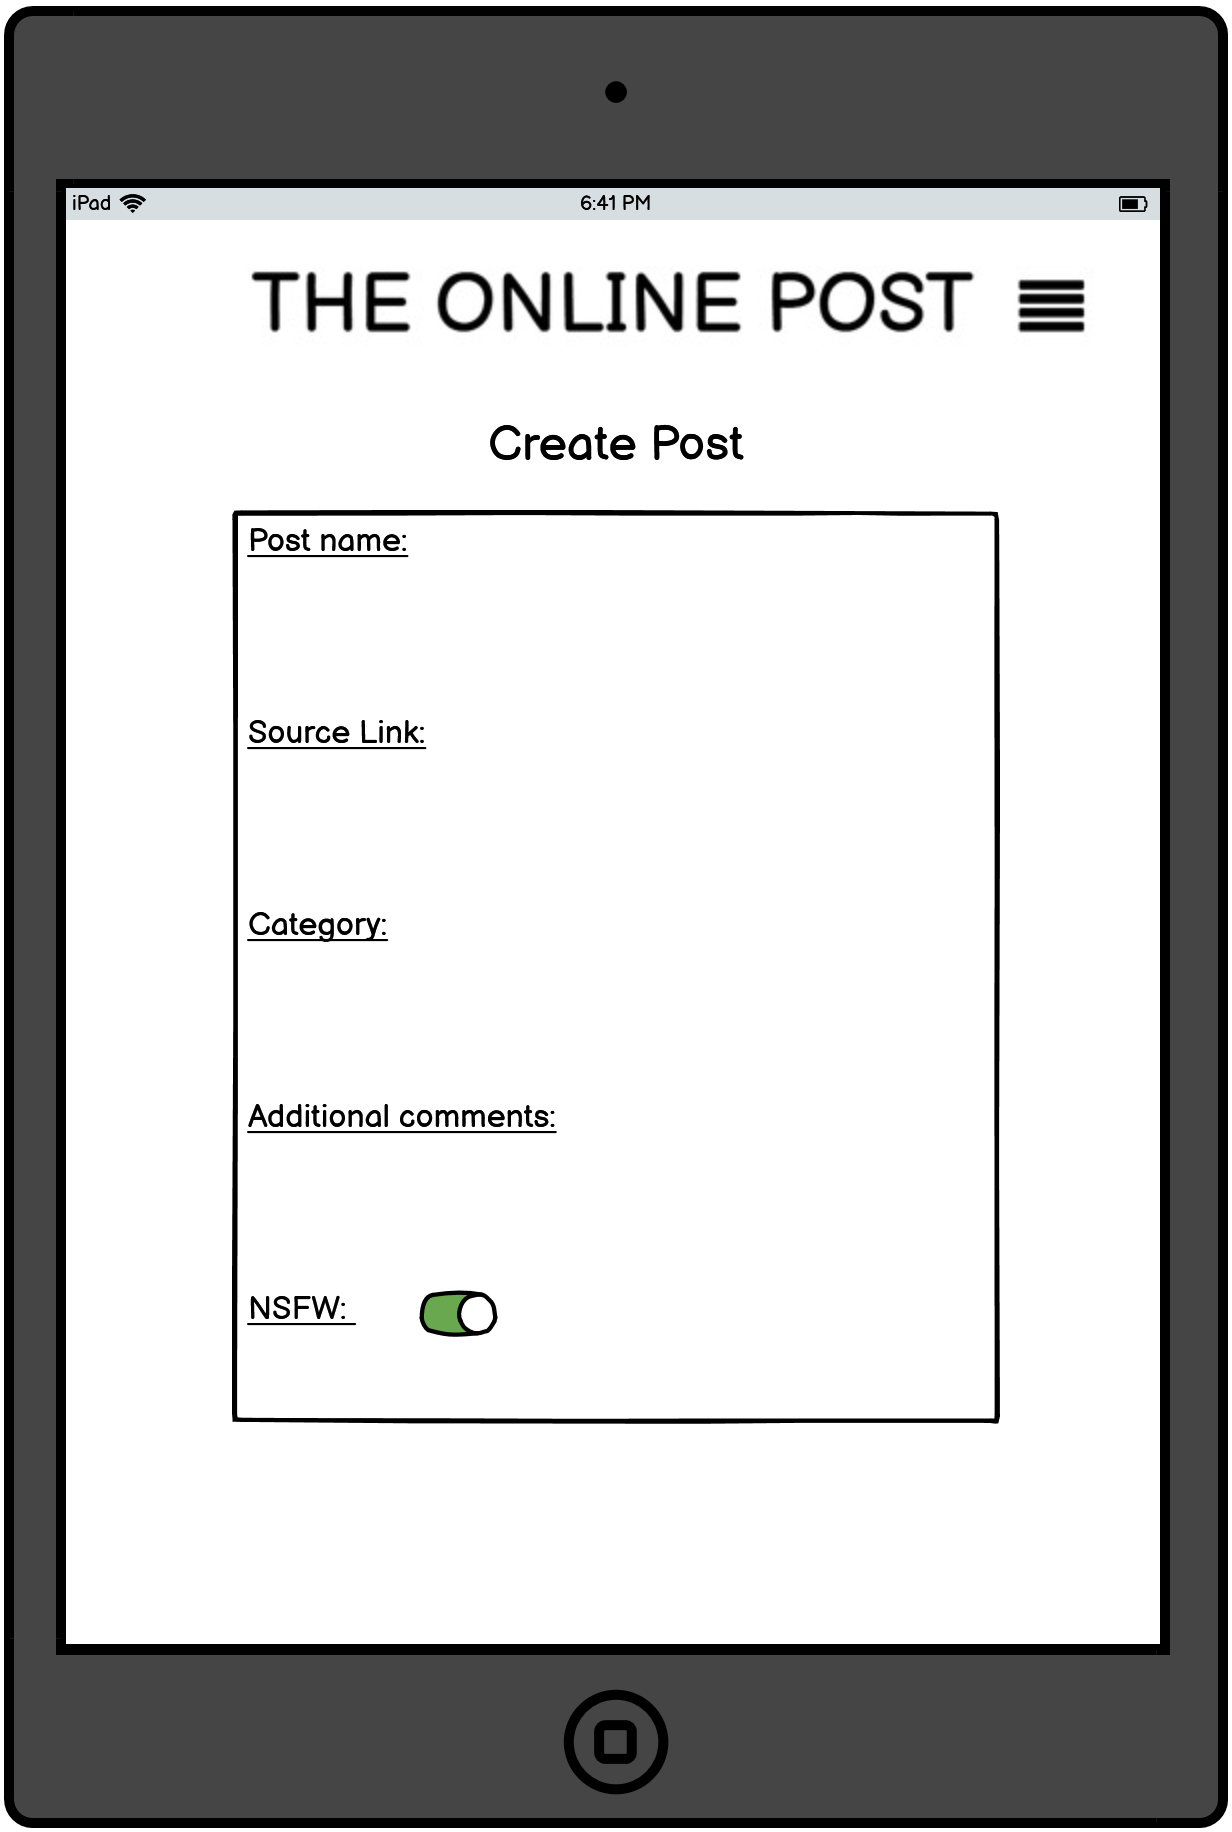 iPad 6:41 PM
THE ONLINE POST
Create Post
Post name:
Source Link:
Category:
Additional comments:
NSFW: